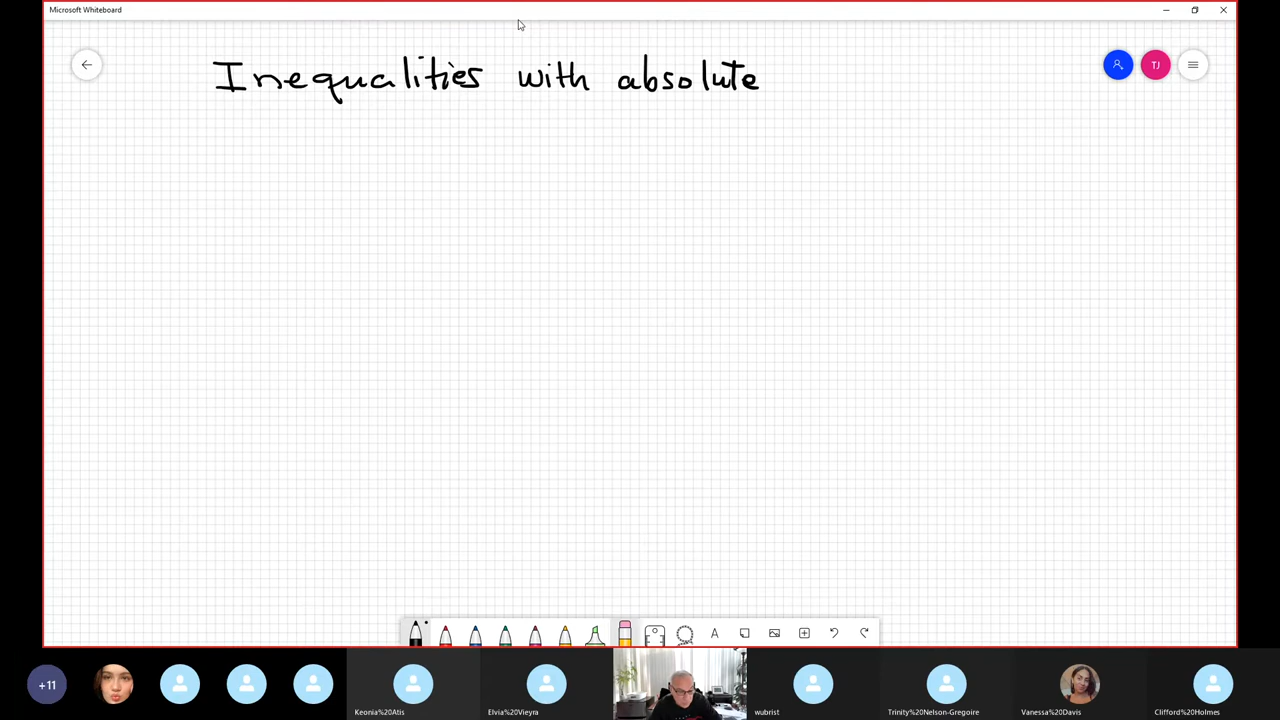 Microsoft Whiteboard
Inequalities with absolute
TJ
A
+11
Keonia%20Atis
Elvia%20Vieyra
wubrist
Trinity%20Nelson-Gregoire
Vanessa%20Davis
Clifford%20Holmes